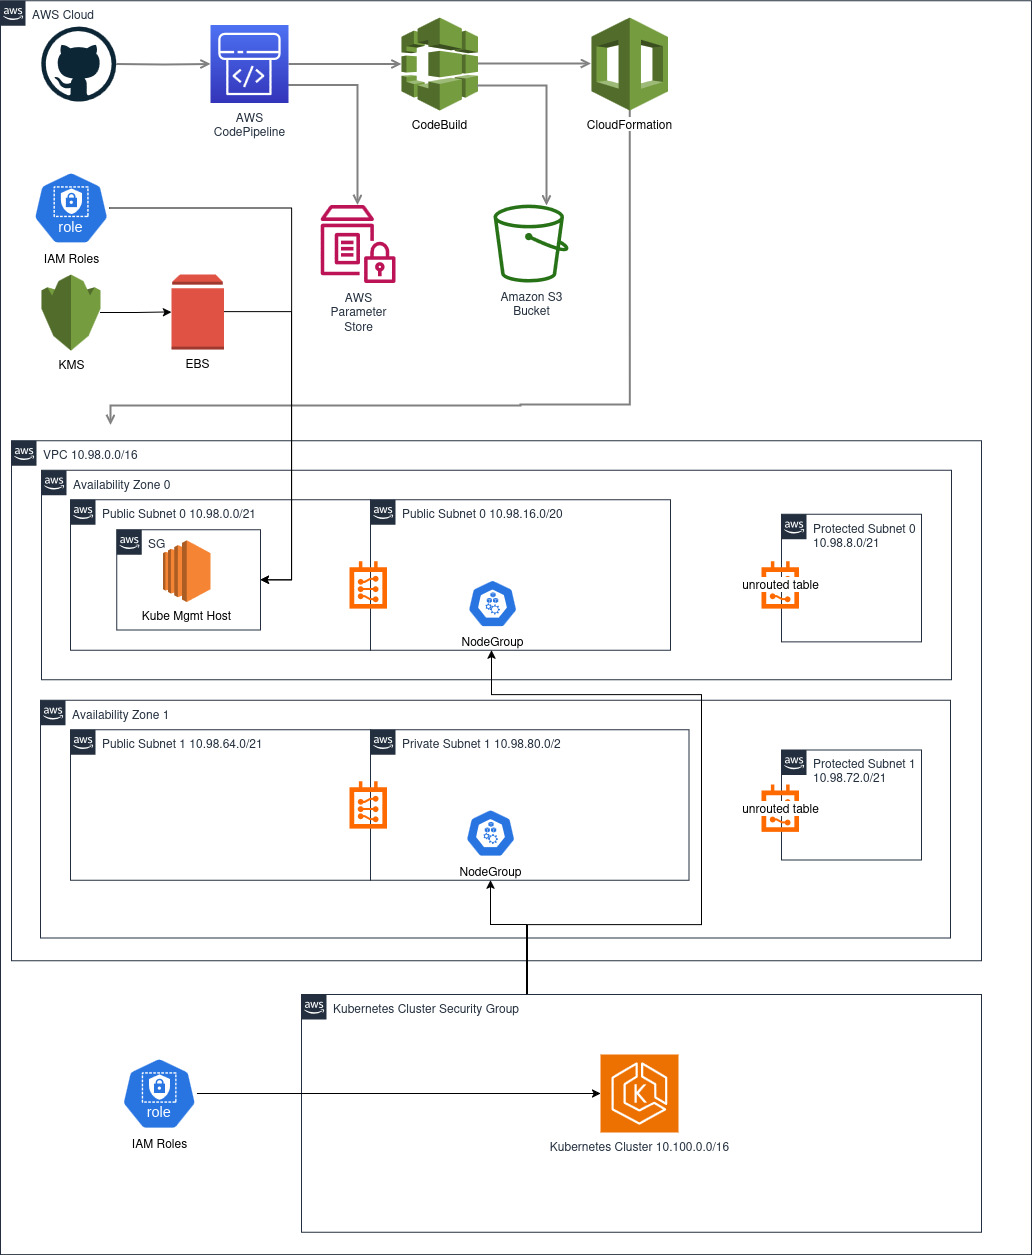 aws
AWS Cloud
AWS
CodePipeline
CodeBuild
CloudFormation
role
IAM Roles
AWS
Parameter
Store
Amazon S3
Bucket
KMS
EBS
aws
VPC 10.98.0.0/16
aws
Availability Zone 0
aws
Public Subnet 0 10.98.0.0/21
aws
Public Subnet 0 10.98.16.0/20
aws
Protected Subnet 0
10.98.8.0/21
aws
SG
Kube Mgmt Host
NodeGroup
unrouted table
aws
Availability Zone 1
aws
Public Subnet 1 10.98.64.0/21
aws
Private Subnet 1 10.98.80.0/2
aws
Protected Subnet 1
10.98.72.0/21
unrouted table
NodeGroup
aws
Kubernetes Cluster Security Group
role
IAM Roles
K
Kubernetes Cluster 10.100.0.0/16